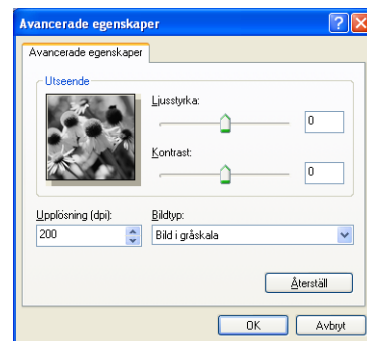 Avancerade egenskaper
Avancerade egenskaper
Utseende
Ljusstyrka:
0
Kontrast:
0
Upplösning (dpi):
Bildtyp:
200
Bild i gråskala
Återställ
OK
Avbryt